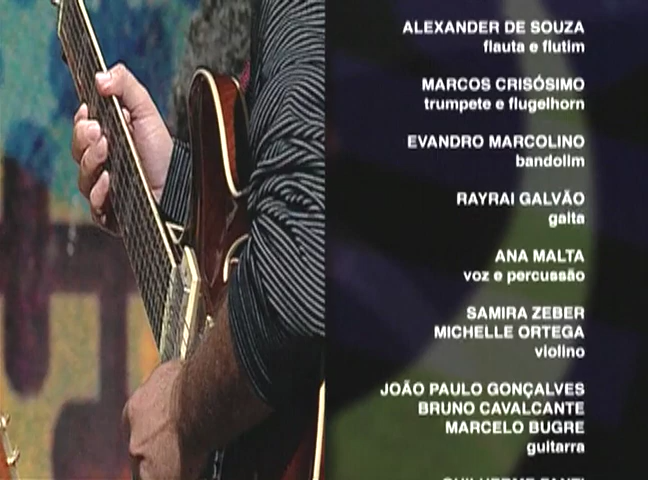 ALEXANDER DE SOUZA
flauta e flutim
MARCOS CRISÓSIMO
trumpete e flugelhorn
EVANDRO MARCOLINO
bandolim
RAYRAI GALVÃO
gaita
ANA MALTA
voz e percussão
SAMIRA ZEBER
MICHELLE ORTEGA
violino
JOÃO PAULO GONÇALVES
BRUNO CAVALCANTE
MARCELO BUGRE
guitarra